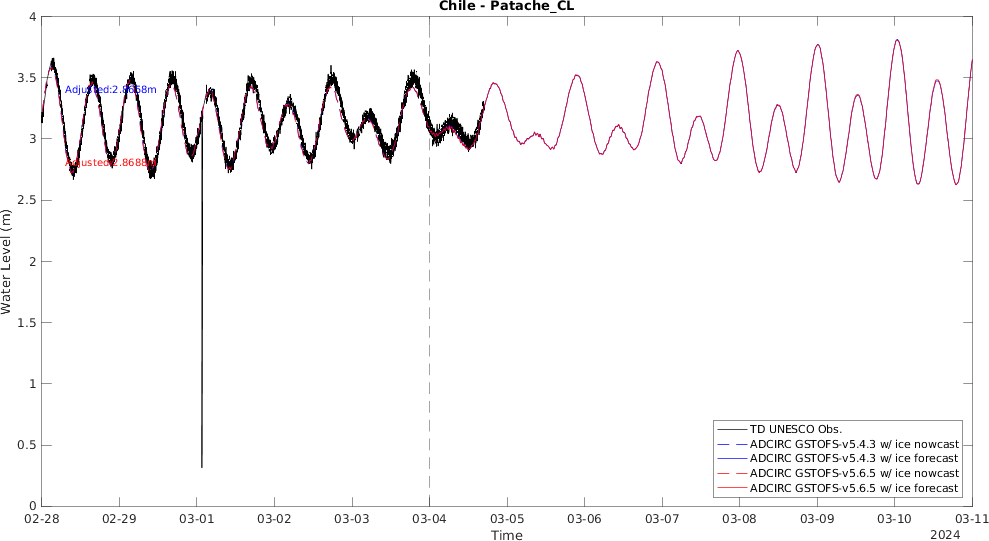 Chile - Patache_CL
Water Level (m)
4
3.5
3
2.5
2
1.5
1
0.5
0
Adjusted:2.8668m
Adjusted:2.8688m
TD UNESCO Obs.
ADCIRC GSTOFS-v5.4.3 w/ ice nowcast
ADCIRC GSTOFS-v5.4.3 w/ ice forecast
ADCIRC GSTOFS-v5.6.5 w/ ice nowcast
ADCIRC GSTOFS-v5.6.5 w/ ice forecast
02-28 02-29 03-01 03-02 03-03 03-04 03-05 03-06 03-07 03-08 03-09 03-10 03-11
Time
2024